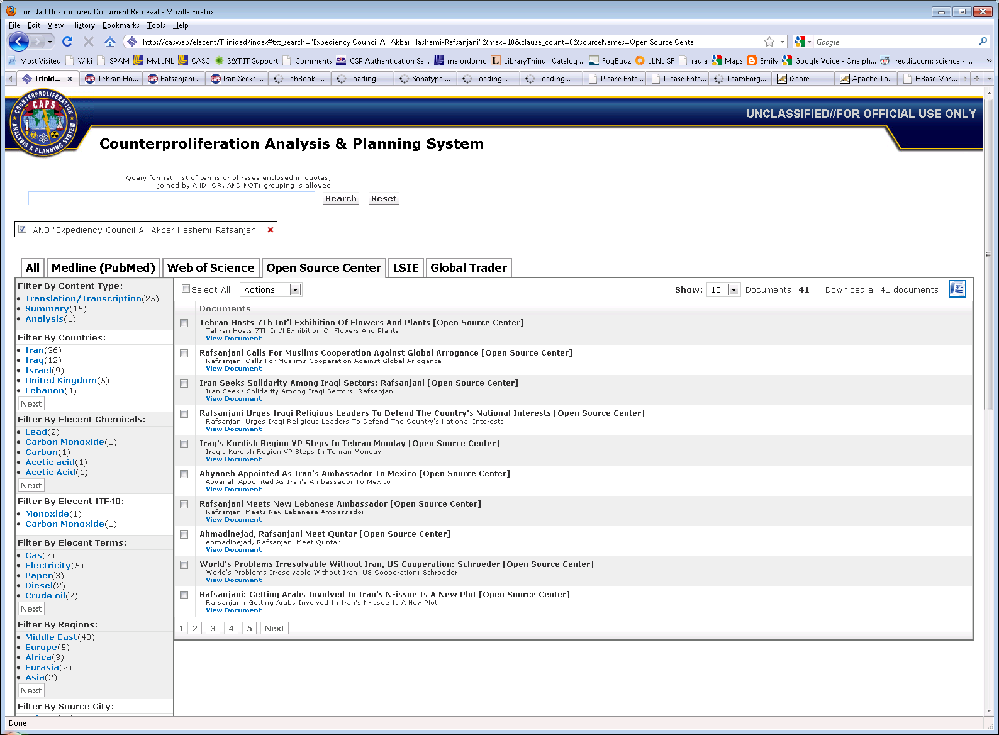 Trinidad Unstructured Document Retrieval - Mozilla Firefox
File Edit View History Bookmarks Tools Help
http://casweb/elecent/Trinidad/index#txt_search="Expediency Council Ali Akbar Hashemi-Rafsanjani"&max=10&clause_count=0&sourceNames=Open Source Center
Google
Most Visited Wiki SPAM MyLLNL CASC S&T IT Support Comments CSP Authentication Se... majordomo LibraryThing | Catalog ... FogBugz LLNL SF radia Maps Emily Google Voice - One ph... reddit.com: science - ... »
Trinid... Tehran Ho... Rafsanjani ... Iran Seeks ... LabBook: ... Loading... Sonatype ... Loading... Loading... Please Ente... Please Ente... TeamForg... iScore Apache To... HBase Mas...
COUNTERPROLIFERATION
CAPS
ANALYSIS & PLANNING SYSTEM
UNCLASSIFIED//FOR OFFICIAL USE ONLY
Counterproliferation Analysis & Planning System
Query format: list of terms or phrases enclosed in quotes,
joined by AND, OR, AND NOT; grouping is allowed
Search Reset
AND "Expediency Council Ali Akbar Hashemi-Rafsanjani"
All Medline (PubMed) Web of Science Open Source Center LSIE Global Trader
Filter By Content Type:
Translation/Transcription(25)
Summary(15)
Analysis(1)
Filter By Countries:
Iran(36)
Iraq(12)
Israel(9)
United Kingdom(5)
Lebanon(4)
Next
Filter By Elecent Chemicals:
Lead(2)
Carbon Monoxide(1)
Carbon(1)
Acetic acid(1)
Acetic Acid(1)
Next
Filter By Elecent ITF40:
Monoxide(1)
Carbon Monoxide(1)
Filter By Elecent Terms:
Gas(7)
Electricity(5)
Paper(3)
Diesel(2)
Crude oil(2)
Next
Filter By Regions:
Middle East(40)
Europe(5)
Africa(3)
Eurasia(2)
Asia(2)
Next
Filter By Source City:
Select All Actions Show: 10 Documents: 41 Download all 41 documents:
Documents
Tehran Hosts 7Th Int'l Exhibition Of Flowers And Plants [Open Source Center]
Tehran Hosts 7Th Int'l Exhibition Of Flowers And Plants
View Document
Rafsanjani Calls For Muslims Cooperation Against Global Arrogance [Open Source Center]
Rafsanjani Calls For Muslims Cooperation Against Global Arrogance
View Document
Iran Seeks Solidarity Among Iraqi Sectors: Rafsanjani [Open Source Center]
Iran Seeks Solidarity Among Iraqi Sectors: Rafsanjani
View Document
Rafsanjani Urges Iraqi Religious Leaders To Defend The Country's National Interests [Open Source Center]
Rafsanjani Urges Iraqi Religious Leaders To Defend The Country's National Interests
View Document
Iraq's Kurdish Region VP Steps In Tehran Monday [Open Source Center]
Iraq's Kurdish Region VP Steps In Tehran Monday
View Document
Abyaneh Appointed As Iran's Ambassador To Mexico [Open Source Center]
Abyaneh Appointed As Iran's Ambassador To Mexico
View Document
Rafsanjani Meets New Lebanese Ambassador [Open Source Center]
Rafsanjani Meets New Lebanese Ambassador
View Document
Ahmadinejad, Rafsanjani Meet Quntar [Open Source Center]
Ahmadinejad, Rafsanjani Meet Quntar
View Document
World's Problems Irresolvable Without Iran, US Cooperation: Schroeder [Open Source Center]
World's Problems Irresolvable Without Iran, US Cooperation: Schroeder
View Document
Rafsanjani: Getting Arabs Involved In Iran's N-issue Is A New Plot [Open Source Center]
Rafsanjani: Getting Arabs Involved In Iran's N-issue Is A New Plot
View Document
1 2 3 4 5 Next
Done